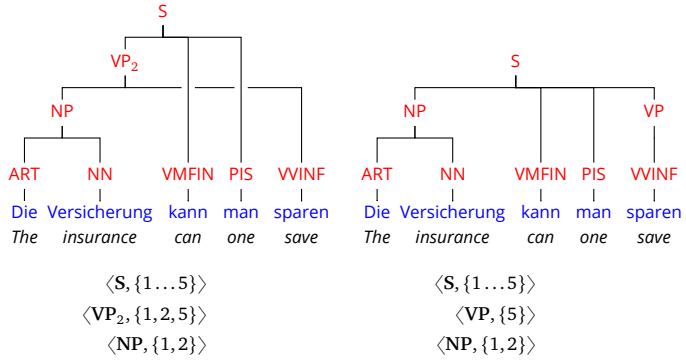 S
VP₂
NP
ART NN VMFIN PIS VVINF
Die Versicherung kann man sparen
The insurance can one save
⟨S, {1…5}⟩
⟨VP₂, {1, 2, 5}⟩
⟨NP, {1, 2}⟩
S
NP VP
ART NN VMFIN PIS VVINF
Die Versicherung kann man sparen
The insurance can one save
⟨S, {1…5}⟩
⟨VP, {5}⟩
⟨NP, {1, 2}⟩